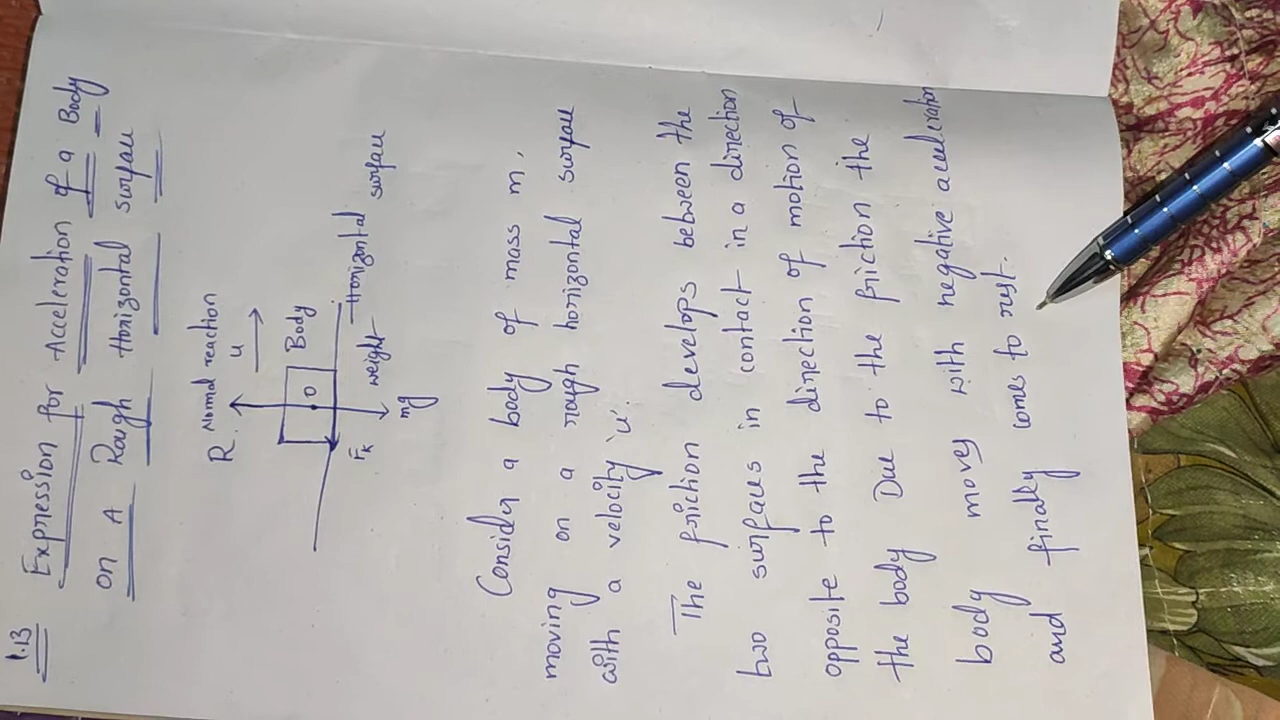 1.13 Expression for Acceleration of a Body
on A Rough Horizontal surface
R Normal reaction
u
O Body
Horizontal surface
Fk weight
mg
Consider a body of mass m,
moving on a rough horizontal surface
with a velocity 'u'.
The friction develops between the
two surfaces in contact in a direction
opposite to the direction of motion of
the body Due to the friction the
body moves with negative acceleration
and finally comes to rest.